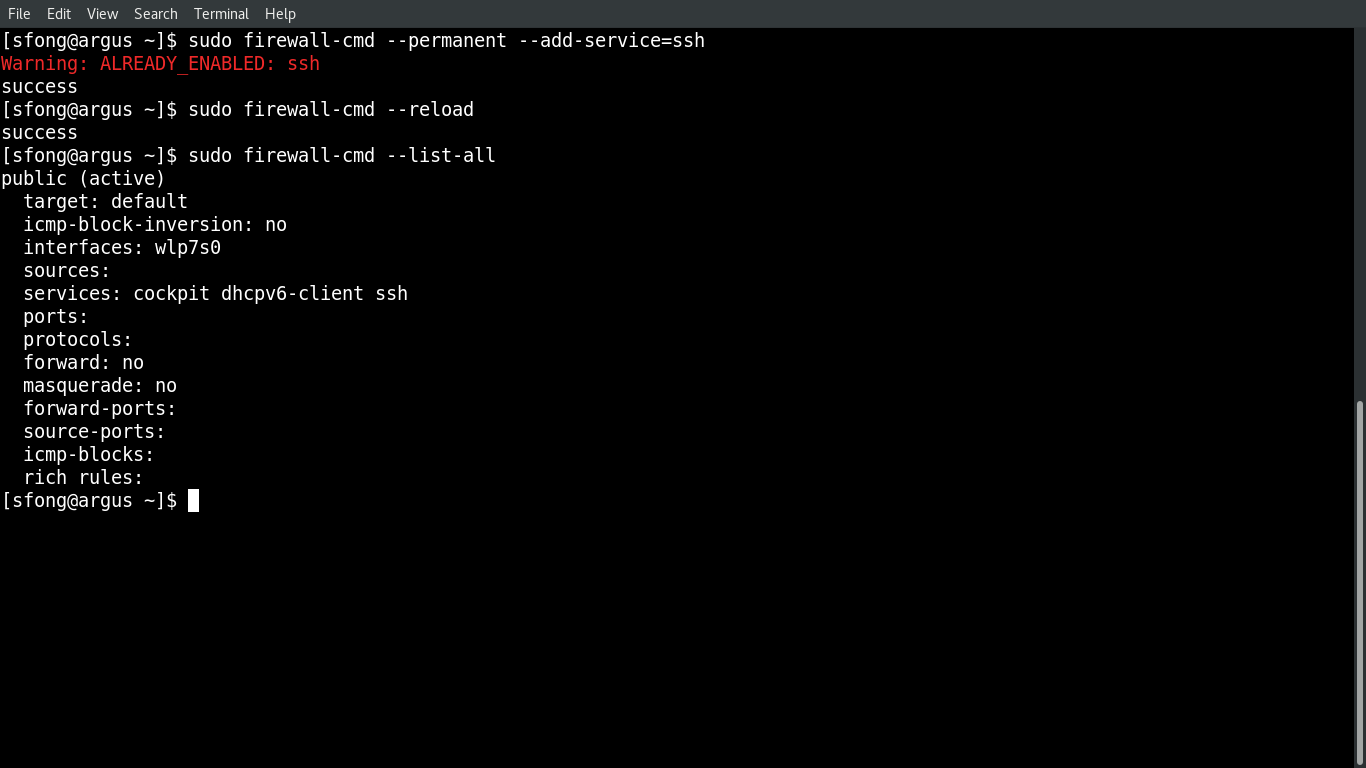 File Edit View Search Terminal Help
[sfong@argus ~]$ sudo firewall-cmd --permanent --add-service=ssh
Warning: ALREADY_ENABLED: ssh
success
[sfong@argus ~]$ sudo firewall-cmd --reload
success
[sfong@argus ~]$ sudo firewall-cmd --list-all
public (active)
  target: default
  icmp-block-inversion: no
  interfaces: wlp7s0
  sources:
  services: cockpit dhcpv6-client ssh
  ports:
  protocols:
  forward: no
  masquerade: no
  forward-ports:
  source-ports:
  icmp-blocks:
  rich rules:
[sfong@argus ~]$